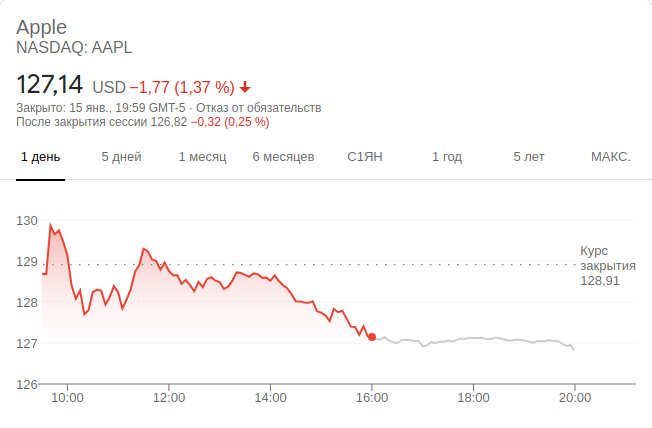 Apple
NASDAQ: AAPL
127,14 USD −1,77 (1,37 %)
Закрыто: 15 янв., 19:59 GMT-5 · Отказ от обязательств
После закрытия сессии 126,82 −0,32 (0,25 %)
1 день 5 дней 1 месяц 6 месяцев С1ЯН 1 год 5 лет МАКС.
130
129
128
127
126
Курс
закрытия
128,91
10:00 12:00 14:00 16:00 18:00 20:00